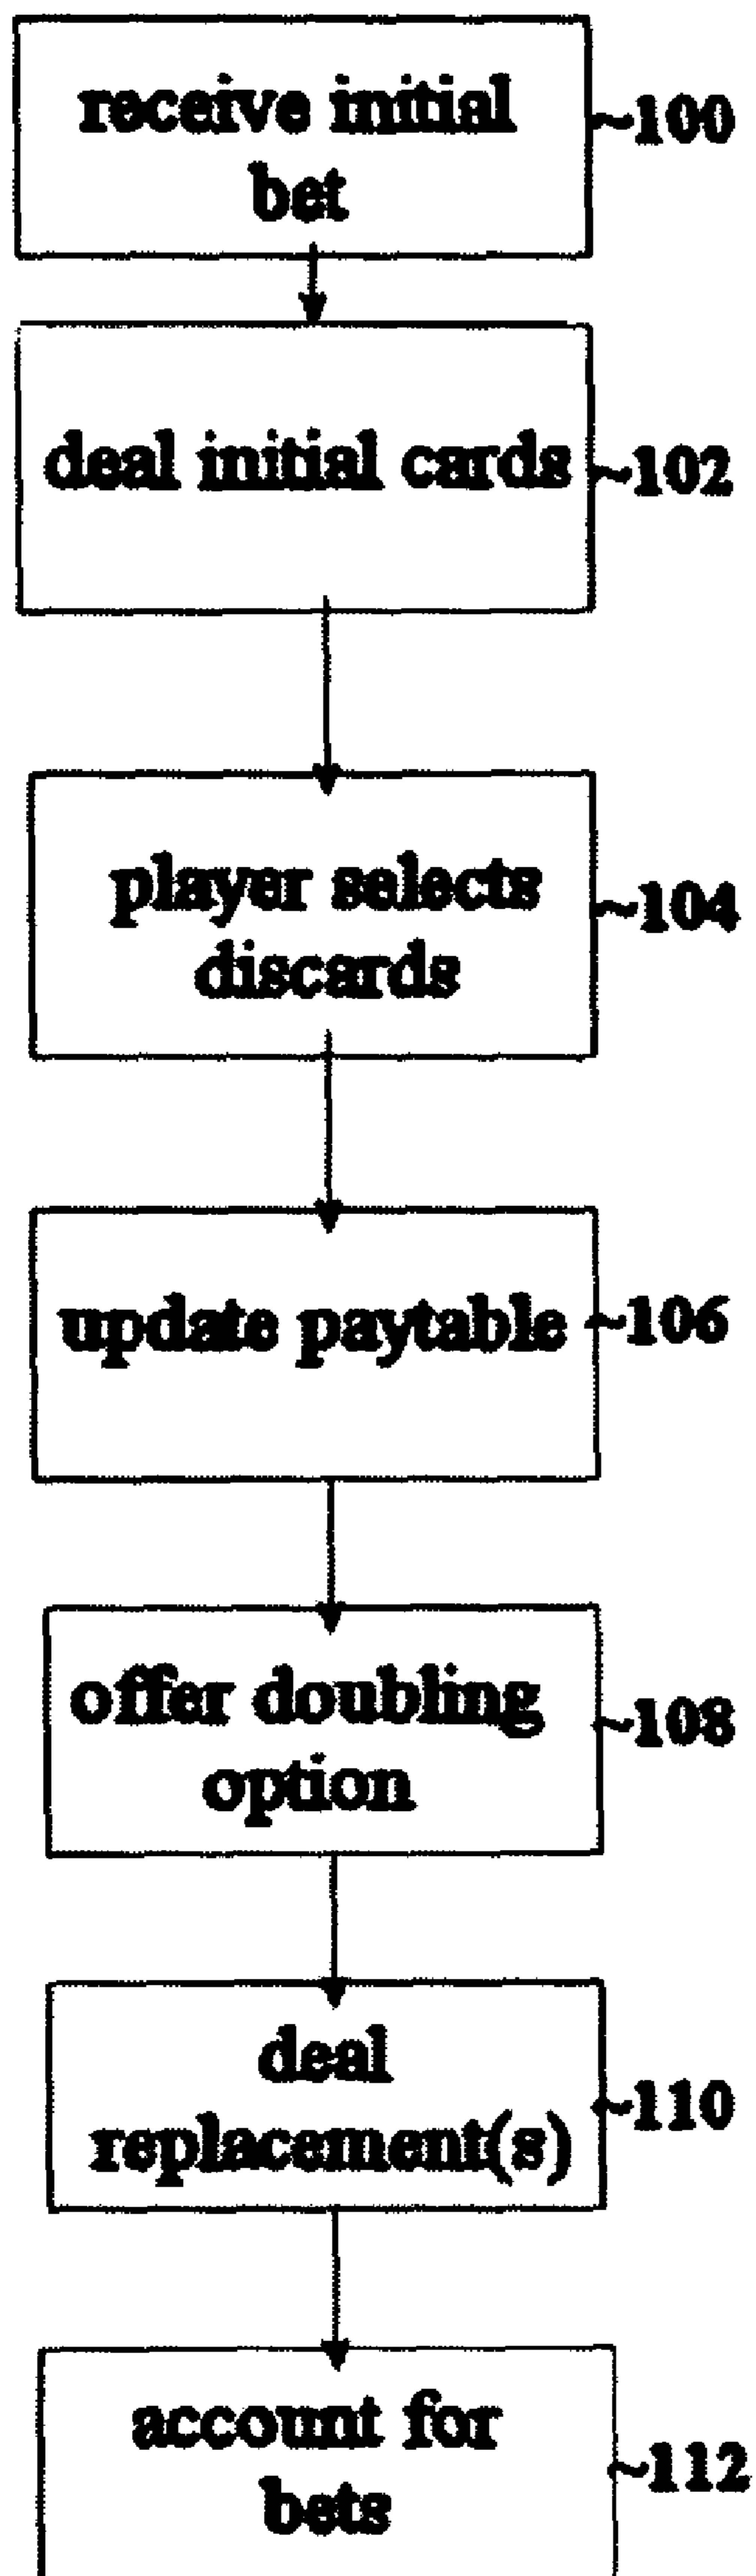 receive initial
bet
~100
deal initial cards
~102
player selects
discards
~104
update paytable
~106
offer doubling
option
~108
deal
replacement(s)
~110
account for
bets
~112